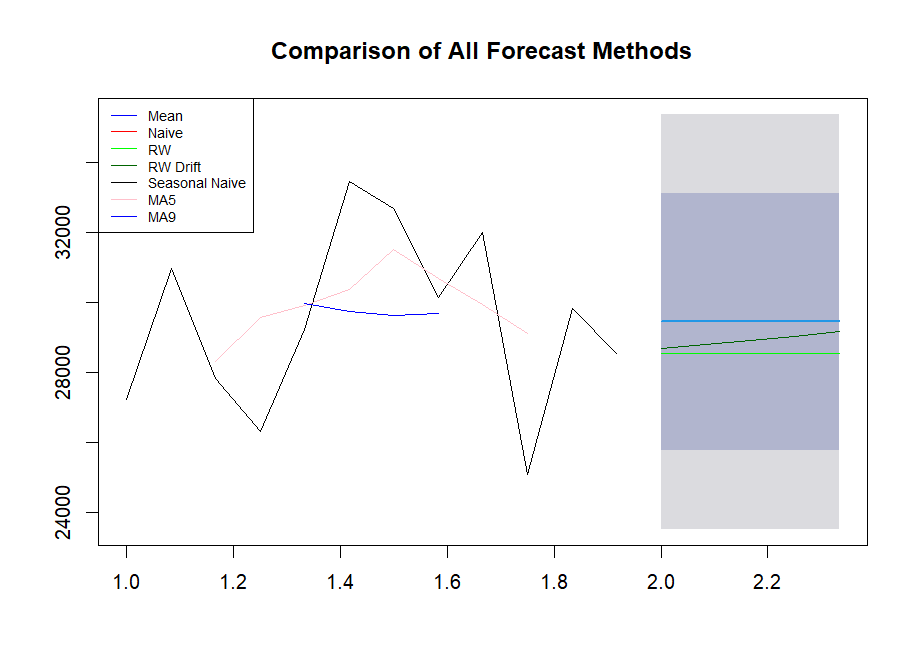 Comparison of All Forecast Methods
Mean
Naive
RW
RW Drift
Seasonal Naive
MA5
MA9
32000
28000
24000
1.0 1.2 1.4 1.6 1.8 2.0 2.2